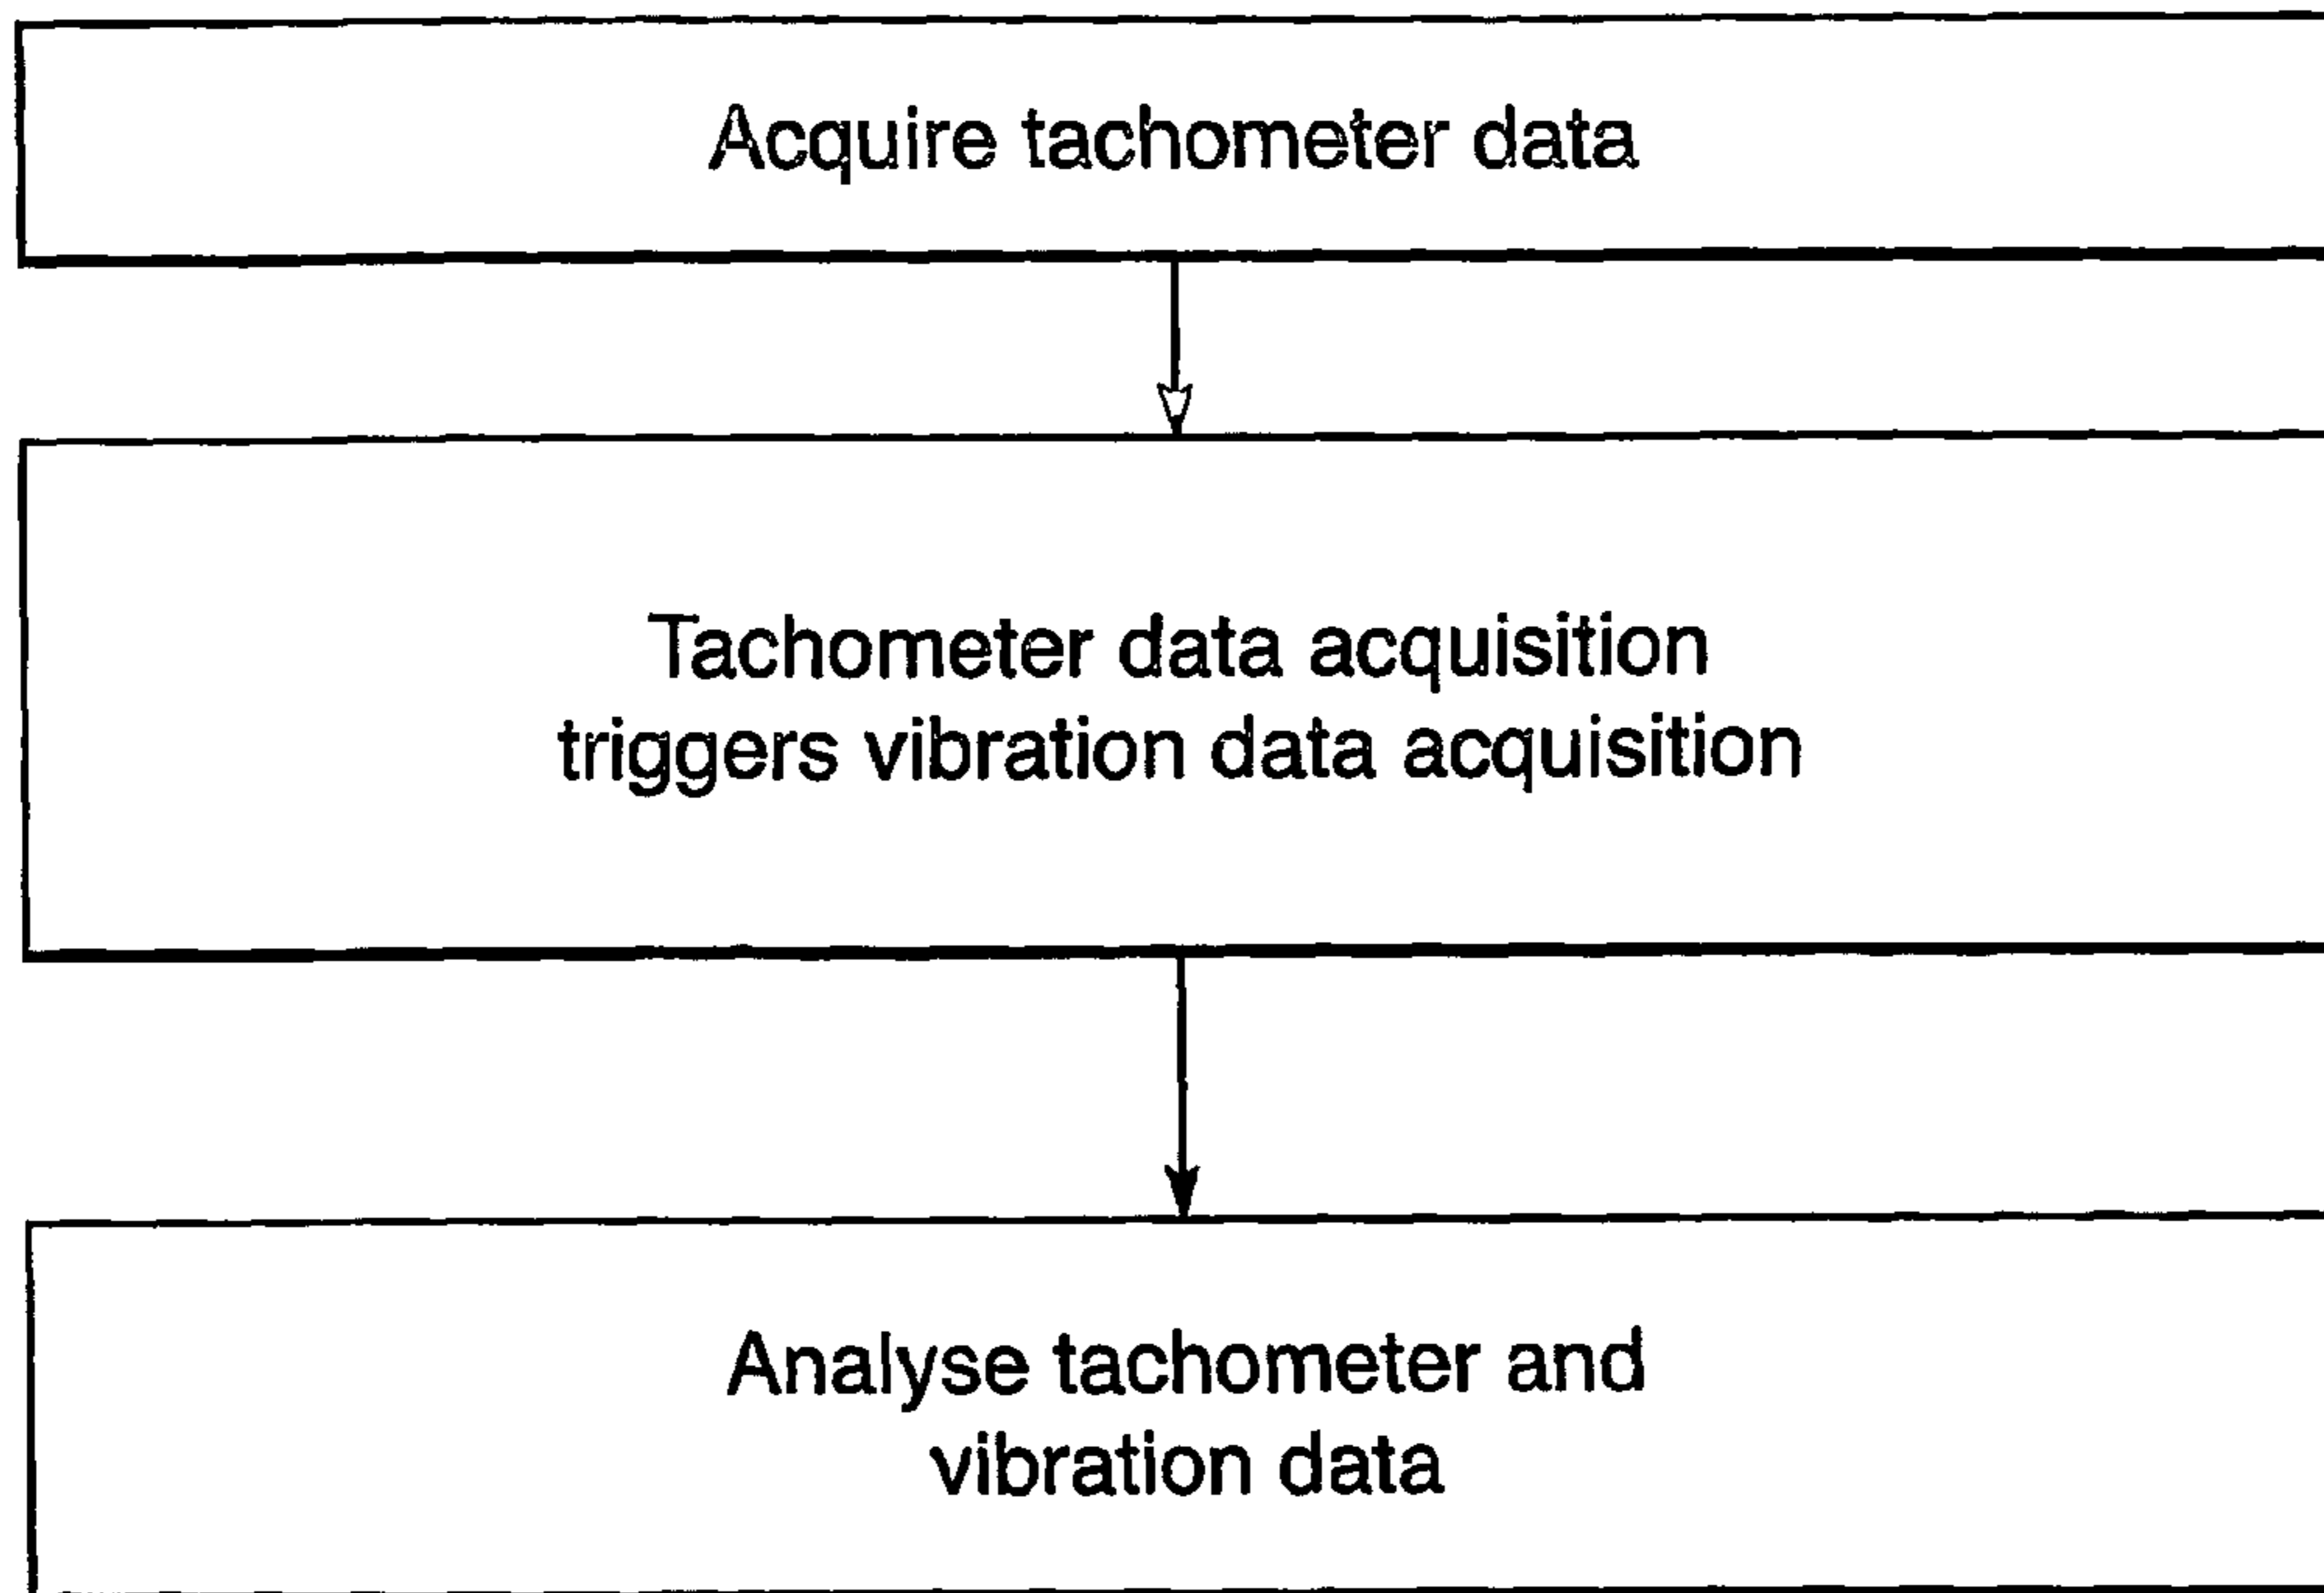 Acquire tachometer data
Tachometer data acquisition
triggers vibration data acquisition
Analyse tachometer and
vibration data